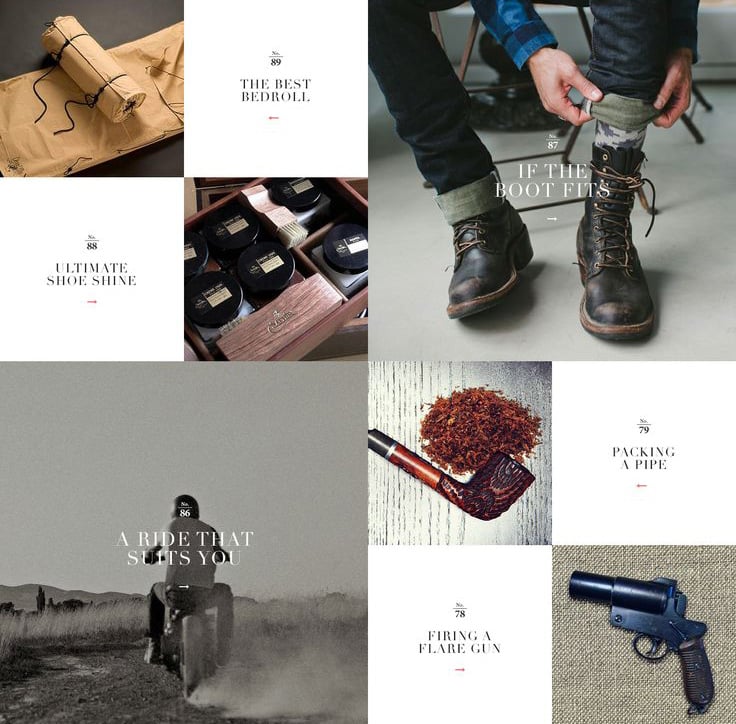 No.
89
THE BEST
BEDROLL
No.
87
IF THE
BOOT FITS
No.
88
ULTIMATE
SHOE SHINE
No.
86
A RIDE THAT
SUITS YOU
No.
79
PACKING
A PIPE
No.
78
FIRING A
FLARE GUN